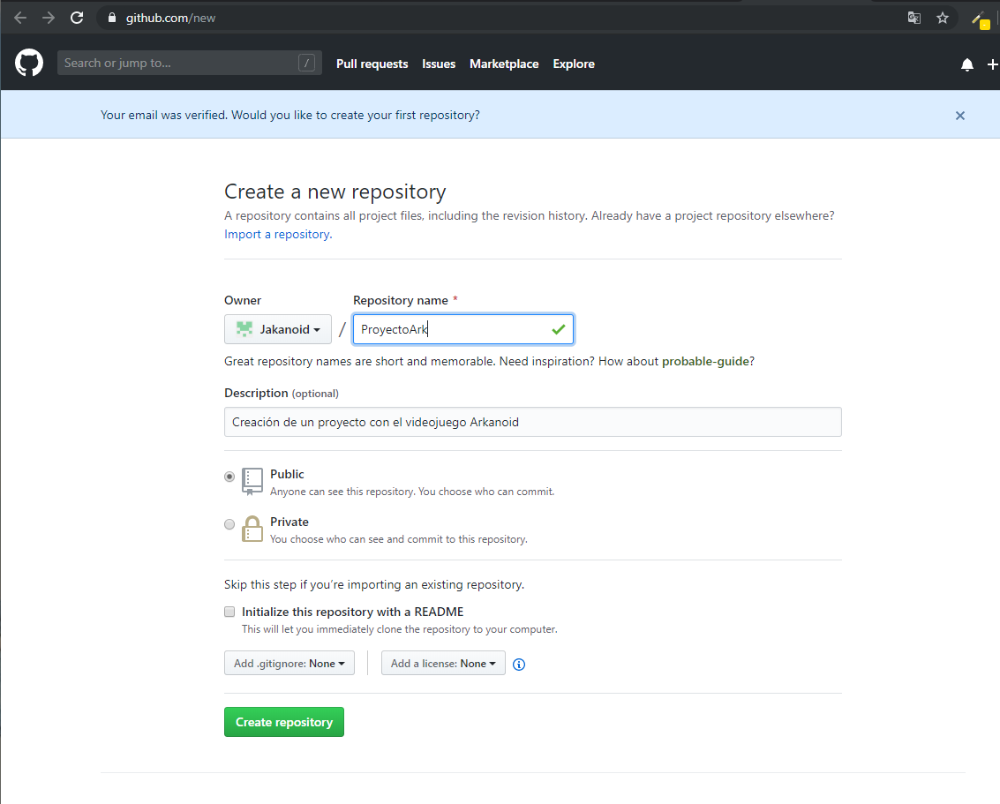 github.com/new
Search or jump to... /
Pull requests Issues Marketplace Explore
Your email was verified. Would you like to create your first repository?
Create a new repository
A repository contains all project files, including the revision history. Already have a project repository elsewhere?
Import a repository.
Owner Repository name *
Jakanoid / ProyectoArk
Great repository names are short and memorable. Need inspiration? How about probable-guide?
Description (optional)
Creación de un proyecto con el videojuego Arkanoid
Public
Anyone can see this repository. You choose who can commit.
Private
You choose who can see and commit to this repository.
Skip this step if you’re importing an existing repository.
Initialize this repository with a README
This will let you immediately clone the repository to your computer.
Add .gitignore: None Add a license: None
Create repository